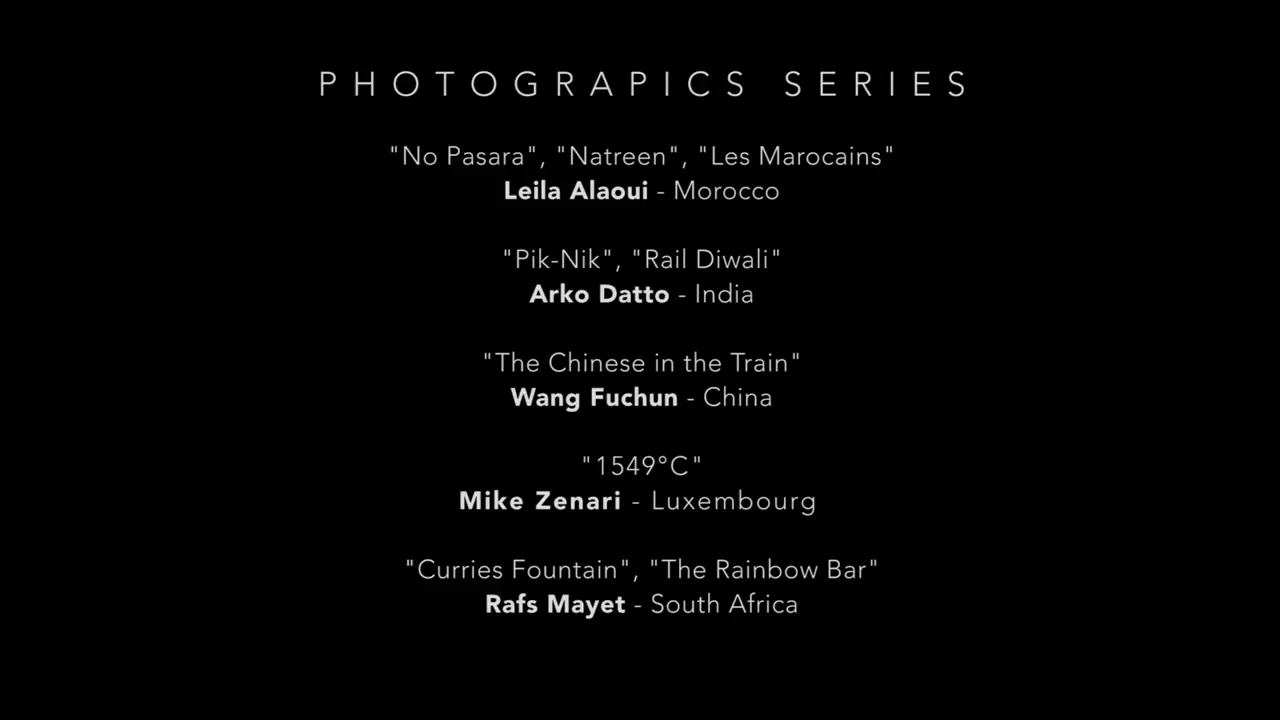 PHOTOGRAPICS SERIES
"No Pasara", "Natreen", "Les Marocains"
Leila Alaoui - Morocco
"Pik-Nik", "Rail Diwali"
Arko Datto - India
"The Chinese in the Train"
Wang Fuchun - China
"1549°C"
Mike Zenari - Luxembourg
"Curries Fountain", "The Rainbow Bar"
Rafs Mayet - South Africa